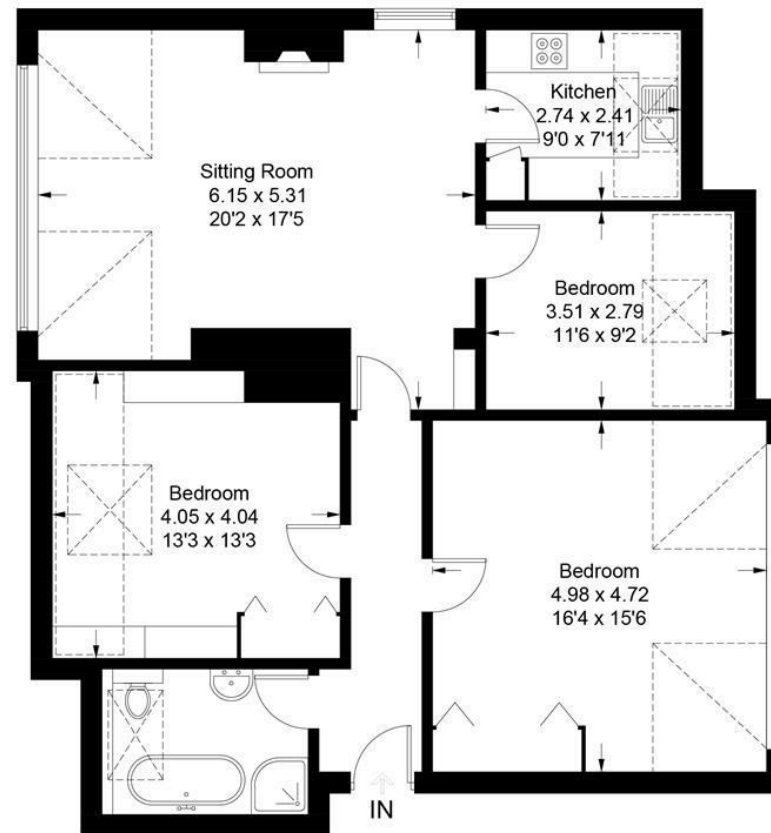 Kitchen
2.74 x 2.41
9'0 x 7'11
Sitting Room
6.15 x 5.31
20'2 x 17'5
Bedroom
3.51 x 2.79
11'6 x 9'2
Bedroom
4.05 x 4.04
13'3 x 13'3
Bedroom
4.98 x 4.72
16'4 x 15'6
IN